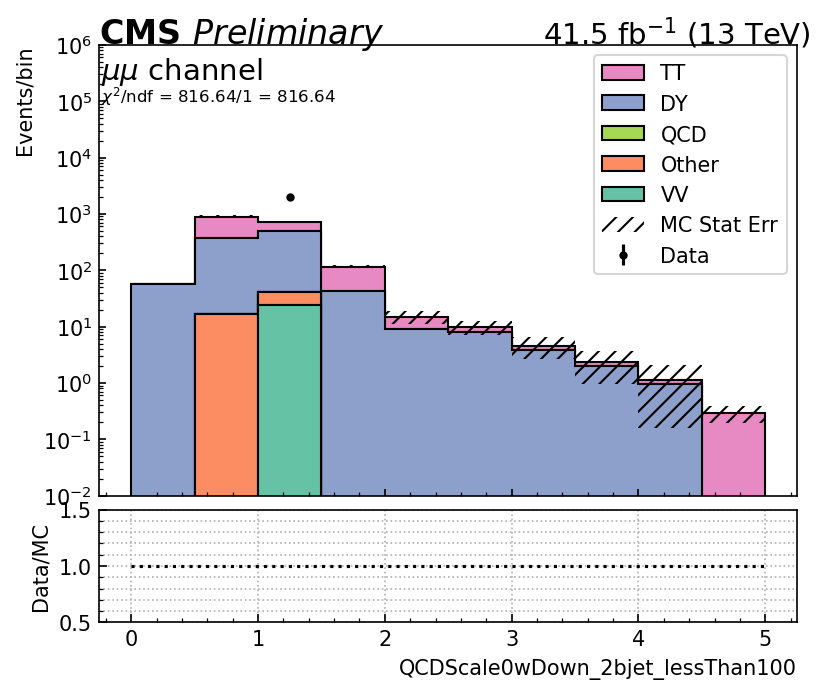 CMS Preliminary 41.5 fb⁻¹ (13 TeV)
μμ channel
χ²/ndf = 816.64/1 = 816.64
Events/bin
10⁶
10⁵
10⁴
10³
10²
10¹
10⁰
10⁻¹
10⁻²
TT
DY
QCD
Other
VV
MC Stat Err
Data
Data/MC
1.5
1.0
0.5
0 1 2 3 4 5
QCDScale0wDown_2bjet_lessThan100